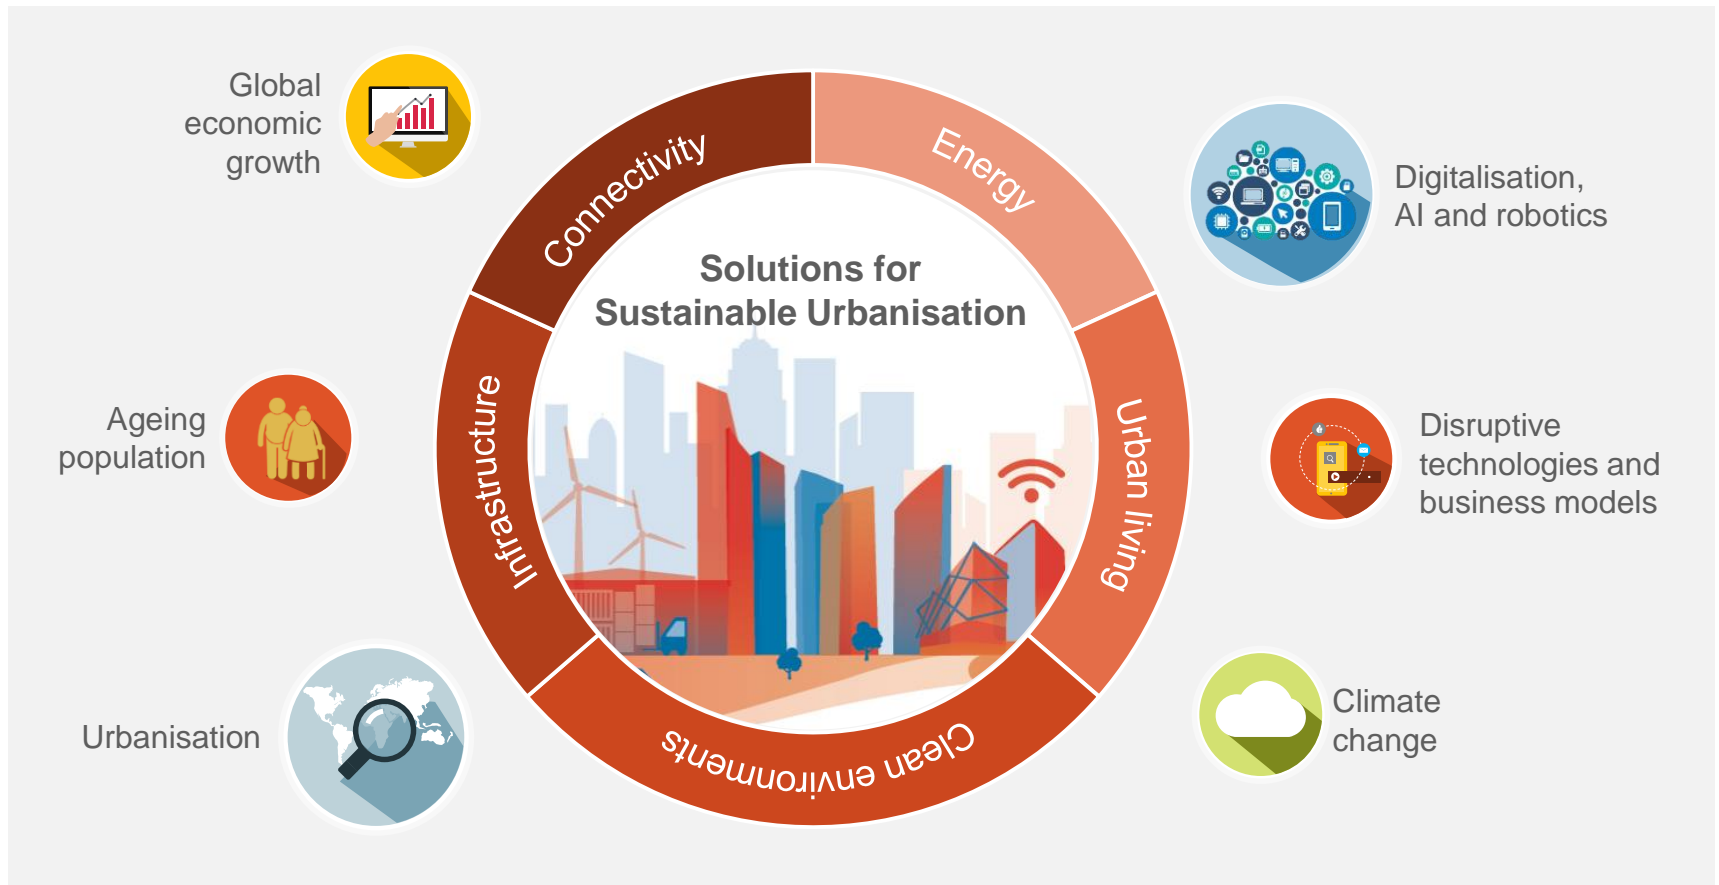 Global
economic
growth
Ageing
population
Urbanisation
Connectivity
Energy
Urban living
Clean environments
Infrastructure
Solutions for
Sustainable Urbanisation
Digitalisation,
AI and robotics
Disruptive
technologies and
business models
Climate
change